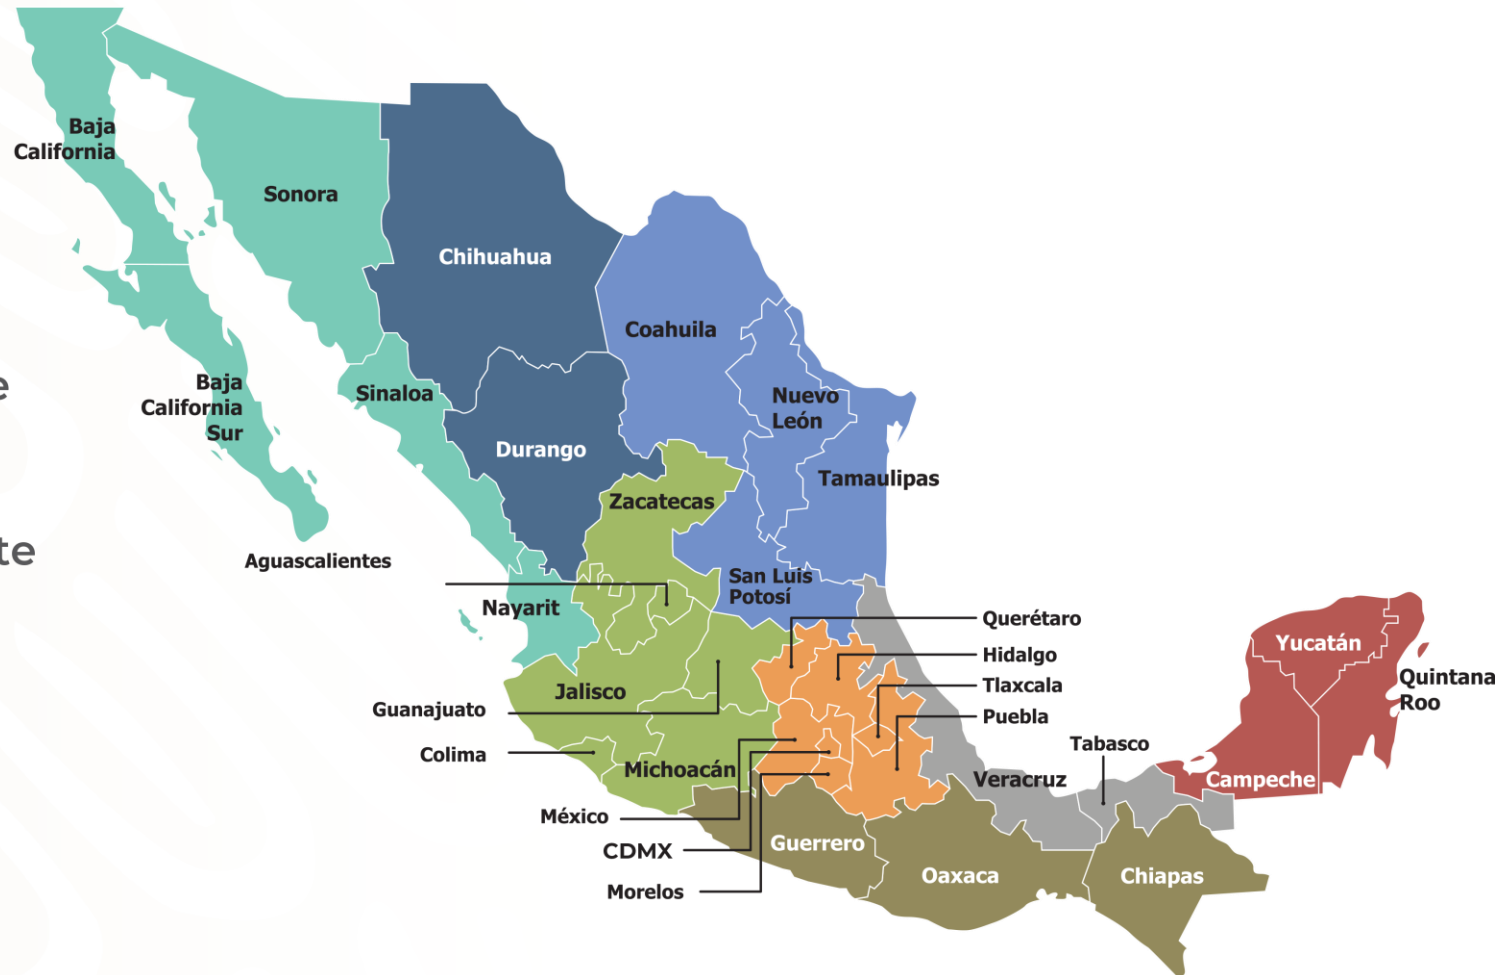 Baja
California
Sonora
Chihuahua
Coahuila
e
Baja
California
Sur
Sinaloa
Nuevo
León
Durango
Tamaulipas
Zacatecas
te
Aguascalientes
San Luis
Potosí
Nayarit
Querétaro
Hidalgo
Yucatán
Quintana
Roo
Tlaxcala
Jalisco
Guanajuato
Puebla
Colima
Tabasco
Michoacán
Veracruz
Campeche
México
CDMX
Guerrero
Oaxaca
Chiapas
Morelos